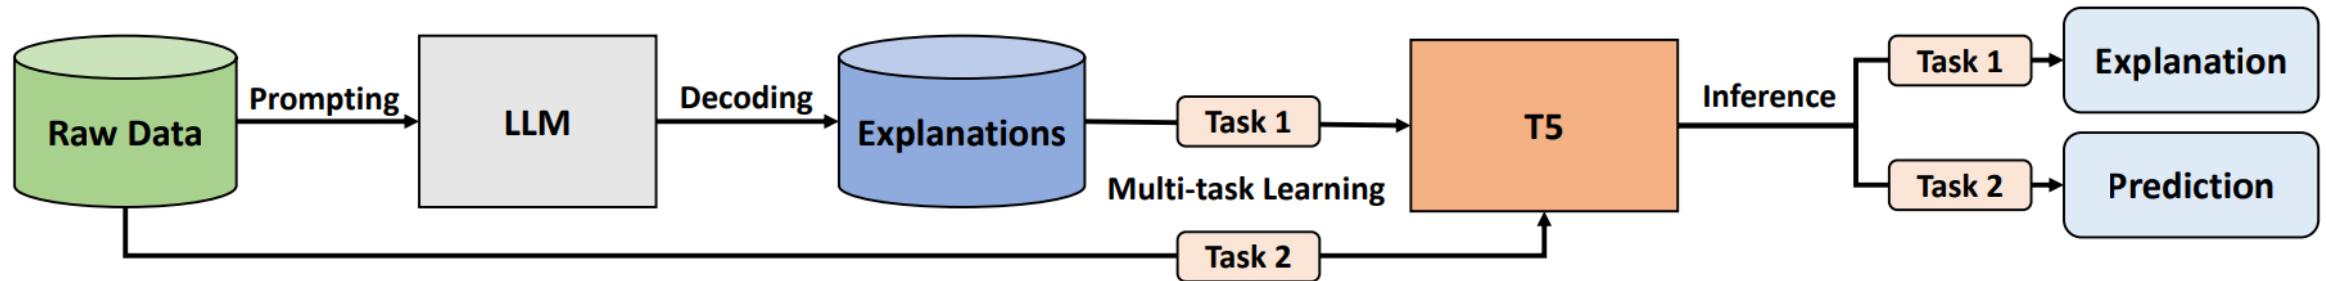 Raw Data
Prompting
LLM
Decoding
Explanations
Task 1
Multi-task Learning
Task 2
T5
Inference
Task 1
Explanation
Task 2
Prediction